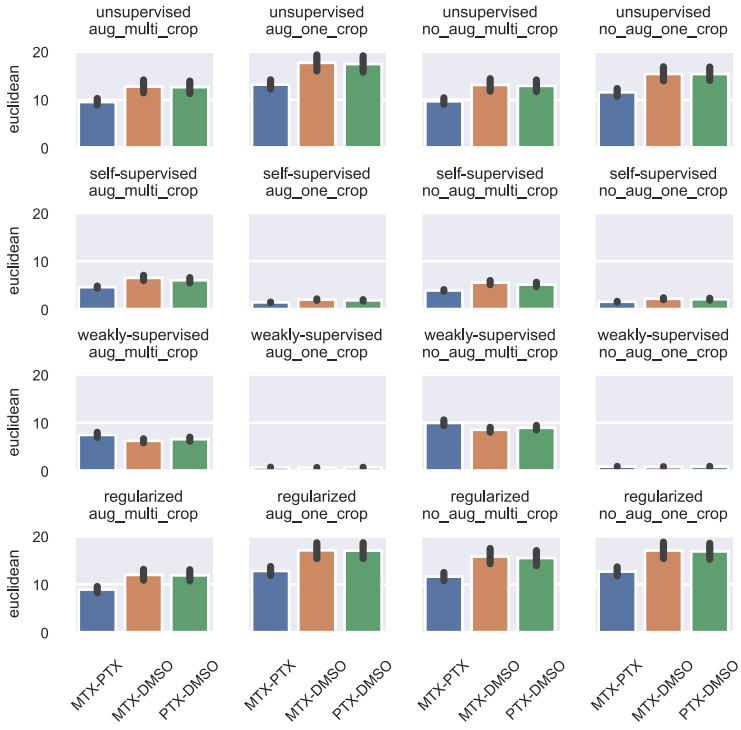 unsupervised unsupervised unsupervised unsupervised
aug_multi_crop aug_one_crop no_aug_multi_crop no_aug_one_crop
20
10
0
euclidean
self-supervised self-supervised self-supervised self-supervised
aug_multi_crop aug_one_crop no_aug_multi_crop no_aug_one_crop
20
10
0
euclidean
weakly-supervised weakly-supervised weakly-supervised weakly-supervised
aug_multi_crop aug_one_crop no_aug_multi_crop no_aug_one_crop
20
10
0
euclidean
regularized regularized regularized regularized
aug_multi_crop aug_one_crop no_aug_multi_crop no_aug_one_crop
20
10
0
euclidean
MTX-PTX MTX-DMSO PTX-DMSO MTX-PTX MTX-DMSO PTX-DMSO MTX-PTX MTX-DMSO PTX-DMSO MTX-PTX MTX-DMSO PTX-DMSO